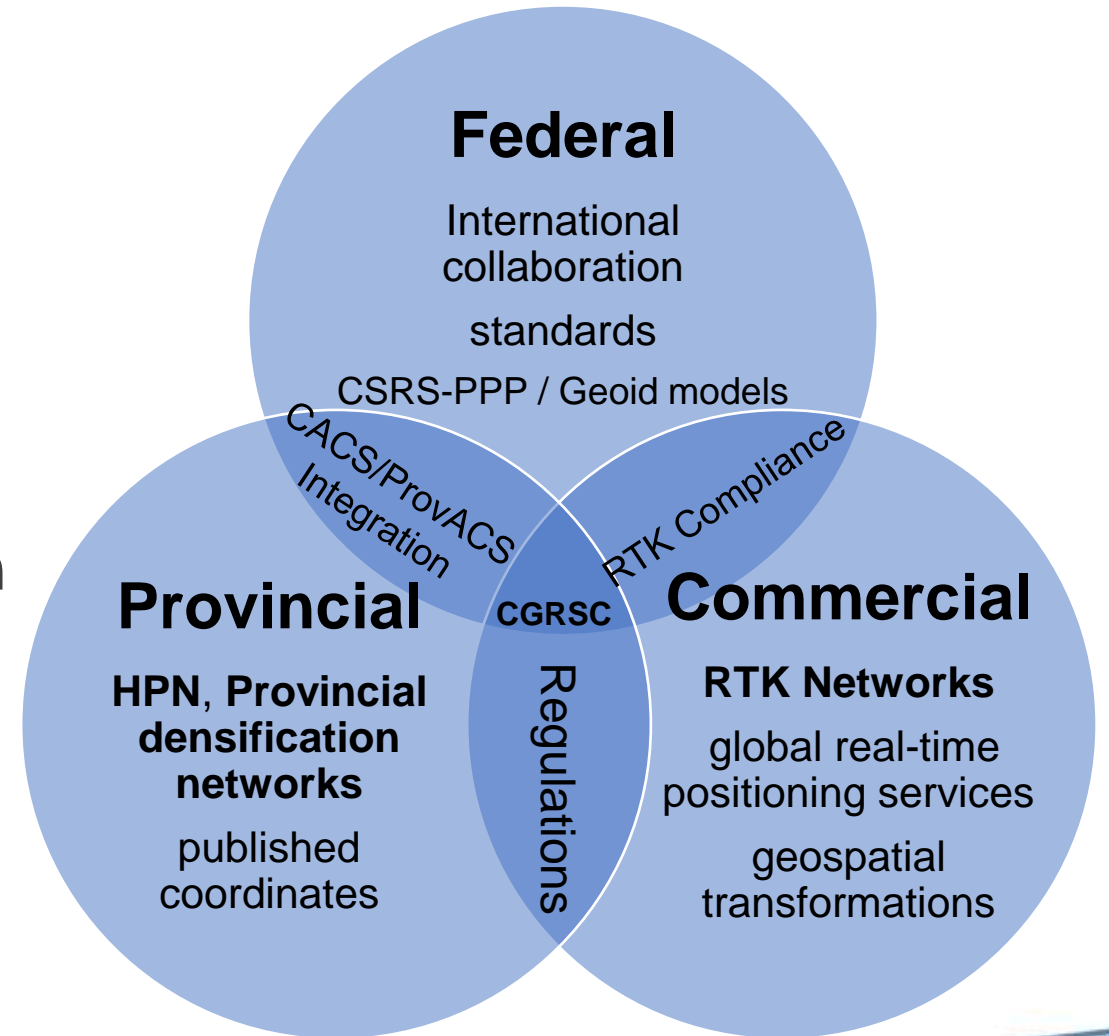 Federal
International
collaboration
standards
CSRS-PPP / Geoid models
CACS/ProvACS
Integration
RTK Compliance
CGRSC
Provincial
HPN, Provincial
densification
networks
published
coordinates
Regulations
Commercial
RTK Networks
global real-time
positioning services
geospatial
transformations